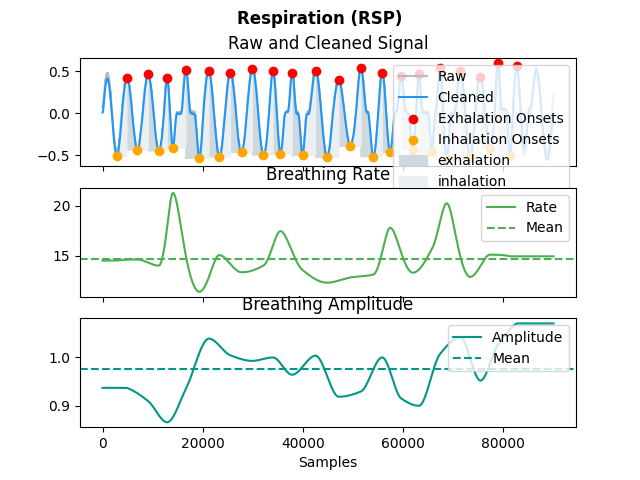 Respiration (RSP)
Raw and Cleaned Signal
0.5
0.0
−0.5
Raw
Cleaned
Exhalation Onsets
Inhalation Onsets
exhalation
inhalation
Breathing Rate
20
15
Rate
Mean
Breathing Amplitude
1.0
0.9
Amplitude
Mean
0 20000 40000 60000 80000
Samples